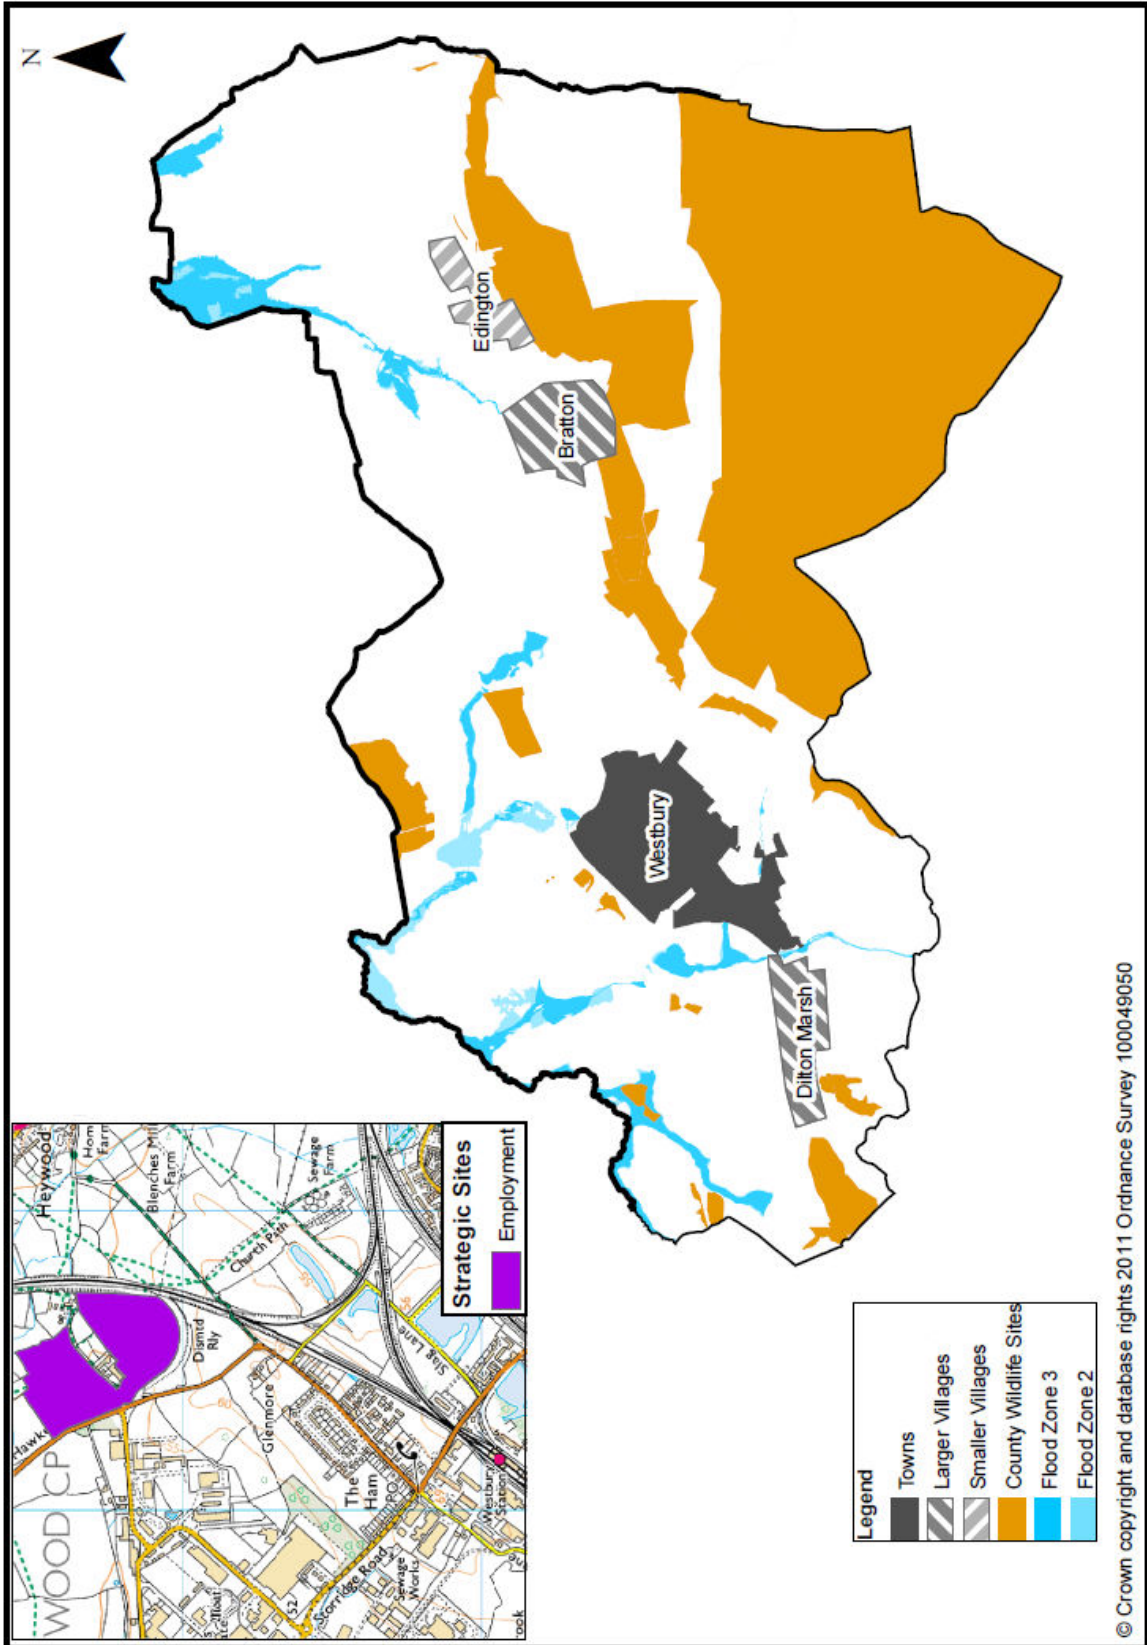 N
Heywood
Blenches Mill
Farm
Sewage
Farm
Church Path
Dismtd
Rly
Slag Lane
Glenmore
The
Ham
PO
Westbury
Station
Storridge Road
Sewage
Works
WOOD CP
Hawk
Strategic Sites
Employment
Edington
Bratton
Westbury
Dilton Marsh
Legend
Towns
Larger Villages
Smaller Villages
County Wildlife Sites
Flood Zone 3
Flood Zone 2
© Crown copyright and database rights 2011 Ordnance Survey 100049050